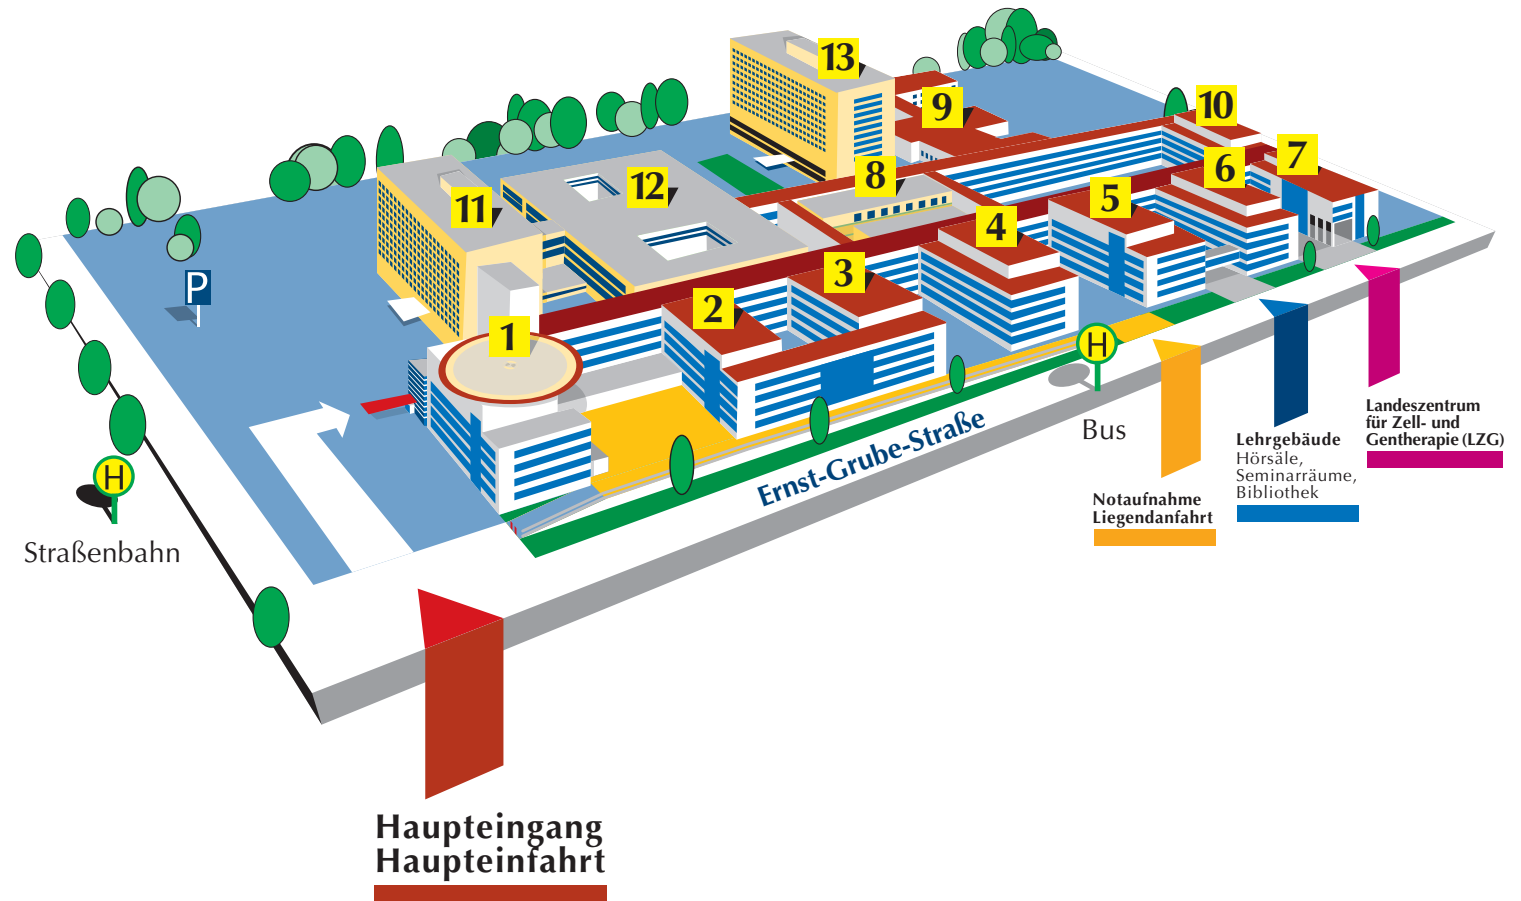 13
9
10
7
6
8
12
5
11
4
3
P
2
1
H
Bus
Ernst-Grube-Straße
H
Straßenbahn
Landeszentrum
für Zell- und
Gentherapie (LZG)
Lehrgebäude
Hörsäle,
Seminarräume,
Bibliothek
Notaufnahme
Liegendanfahrt
Haupteingang
Haupteinfahrt